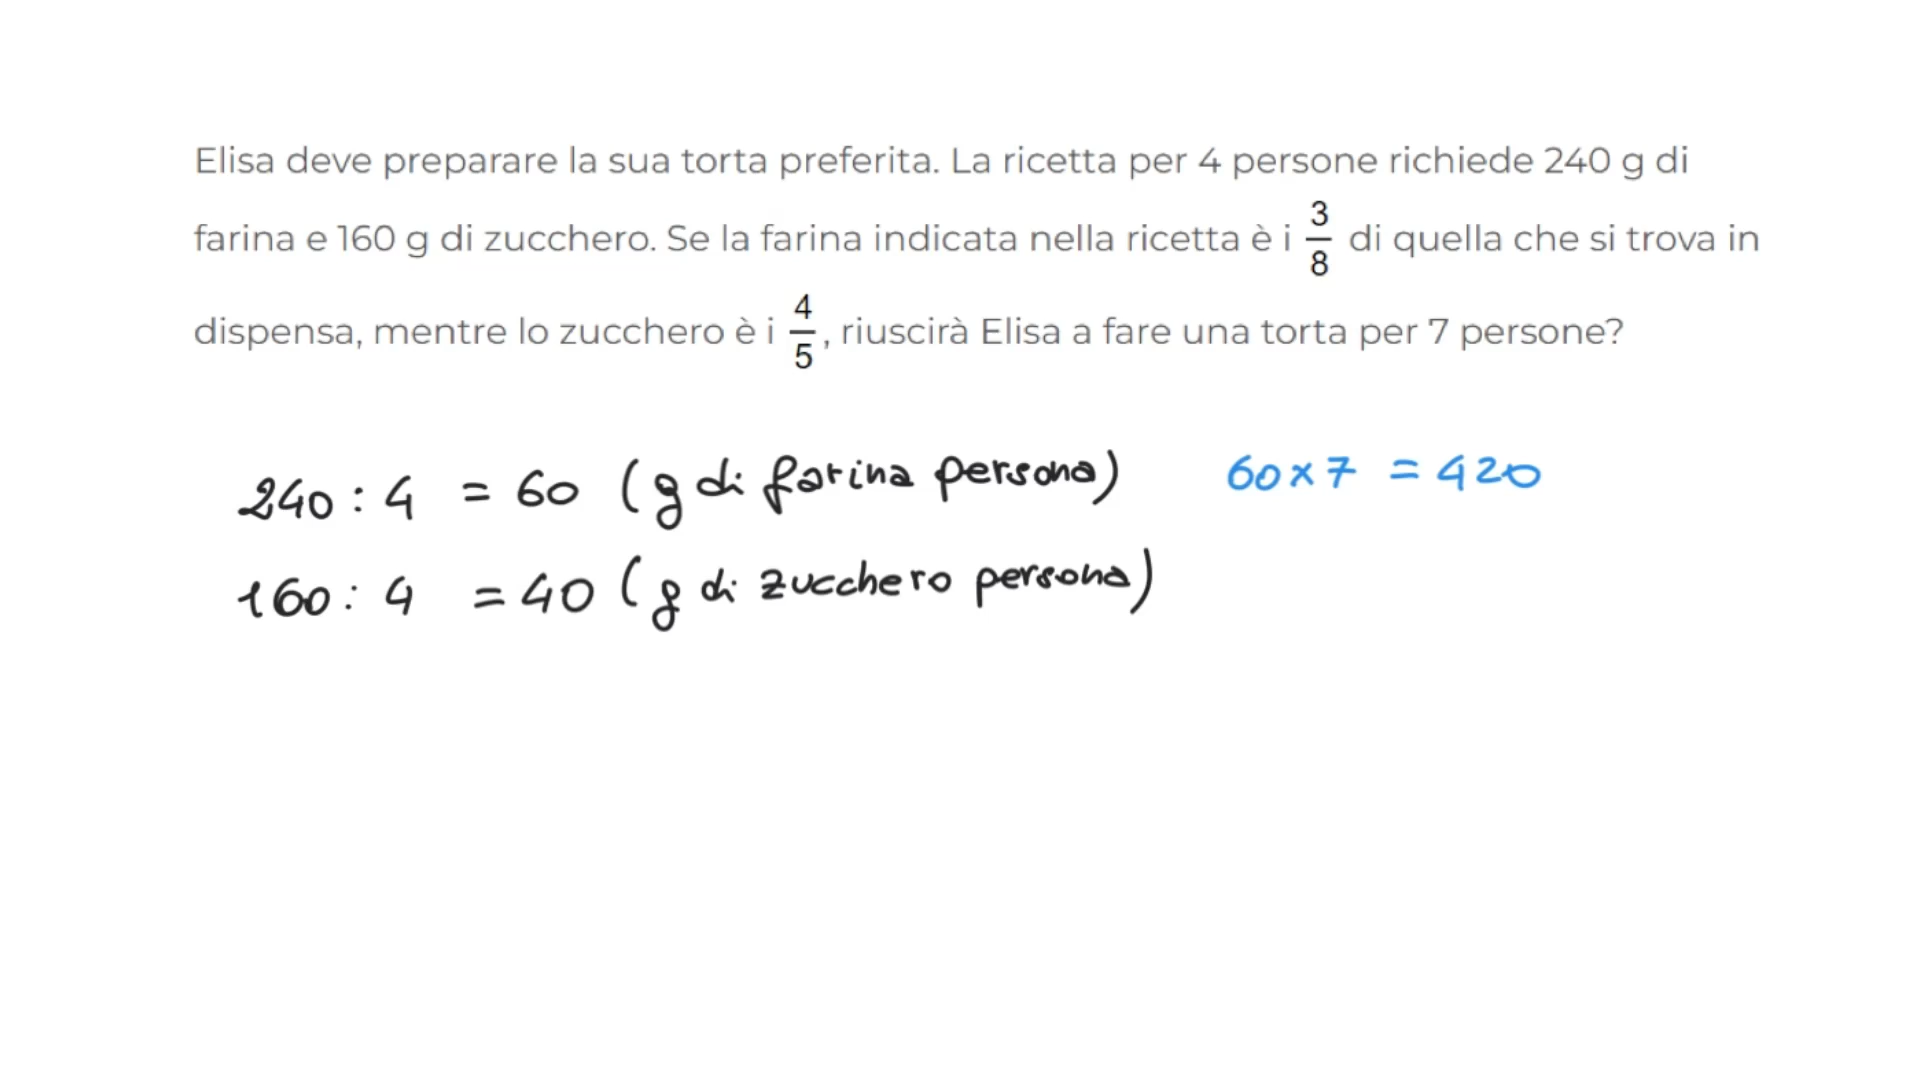 Elisa deve preparare la sua torta preferita. La ricetta per 4 persone richiede 240 g di
farina e 160 g di zucchero. Se la farina indicata nella ricetta è i 3/8 di quella che si trova in
dispensa, mentre lo zucchero è i 4/5, riuscirà Elisa a fare una torta per 7 persone?
240 : 4 = 60 (g di farina persona) 60 x 7 = 420
160 : 4 = 40 (g di zucchero persona)